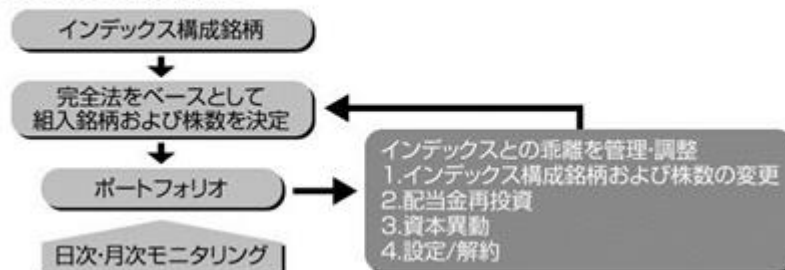 インデックス構成銘柄
完全法をベースとして
組入銘柄および株数を決定
ポートフォリオ
日次・月次モニタリング
インデックスとの乖離を管理・調整
1.インデックス構成銘柄および株数の変更
2.配当金再投資
3.資本異動
4.設定/解約